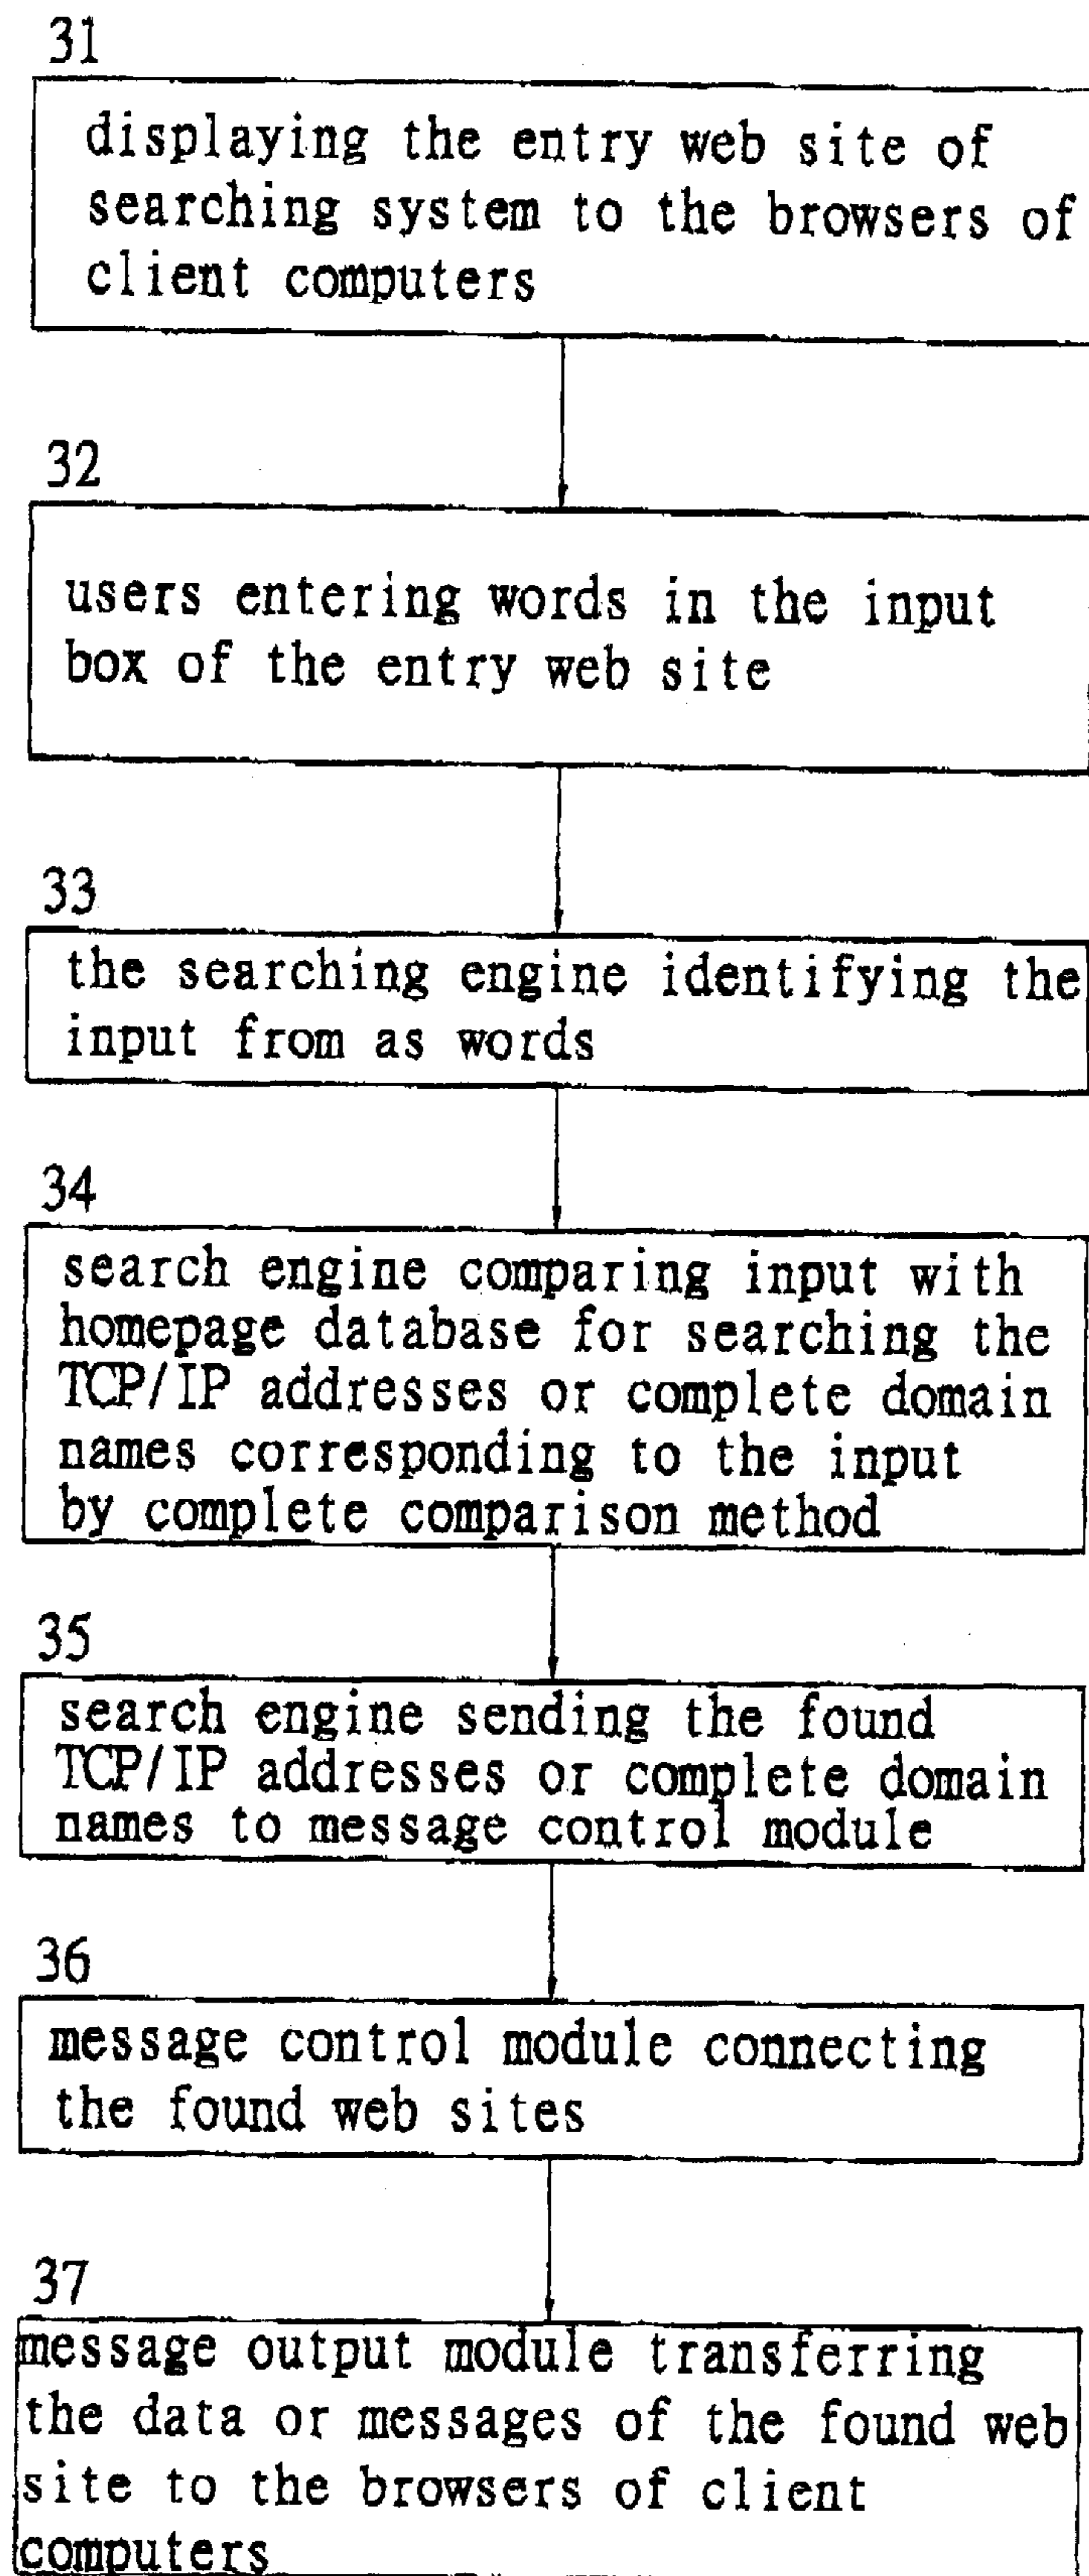 31
displaying the entry web site of
searching system to the browsers of
client computers
32
users entering words in the input
box of the entry web site
33
the searching engine identifying the
input from as words
34
search engine comparing input with
homepage database for searching the
TCP/IP addresses or complete domain
names corresponding to the input
by complete comparison method
35
search engine sending the found
TCP/IP addresses or complete domain
names to message control module
36
message control module connecting
the found web sites
37
message output module transferring
the data or messages of the found web
site to the browsers of client
computers